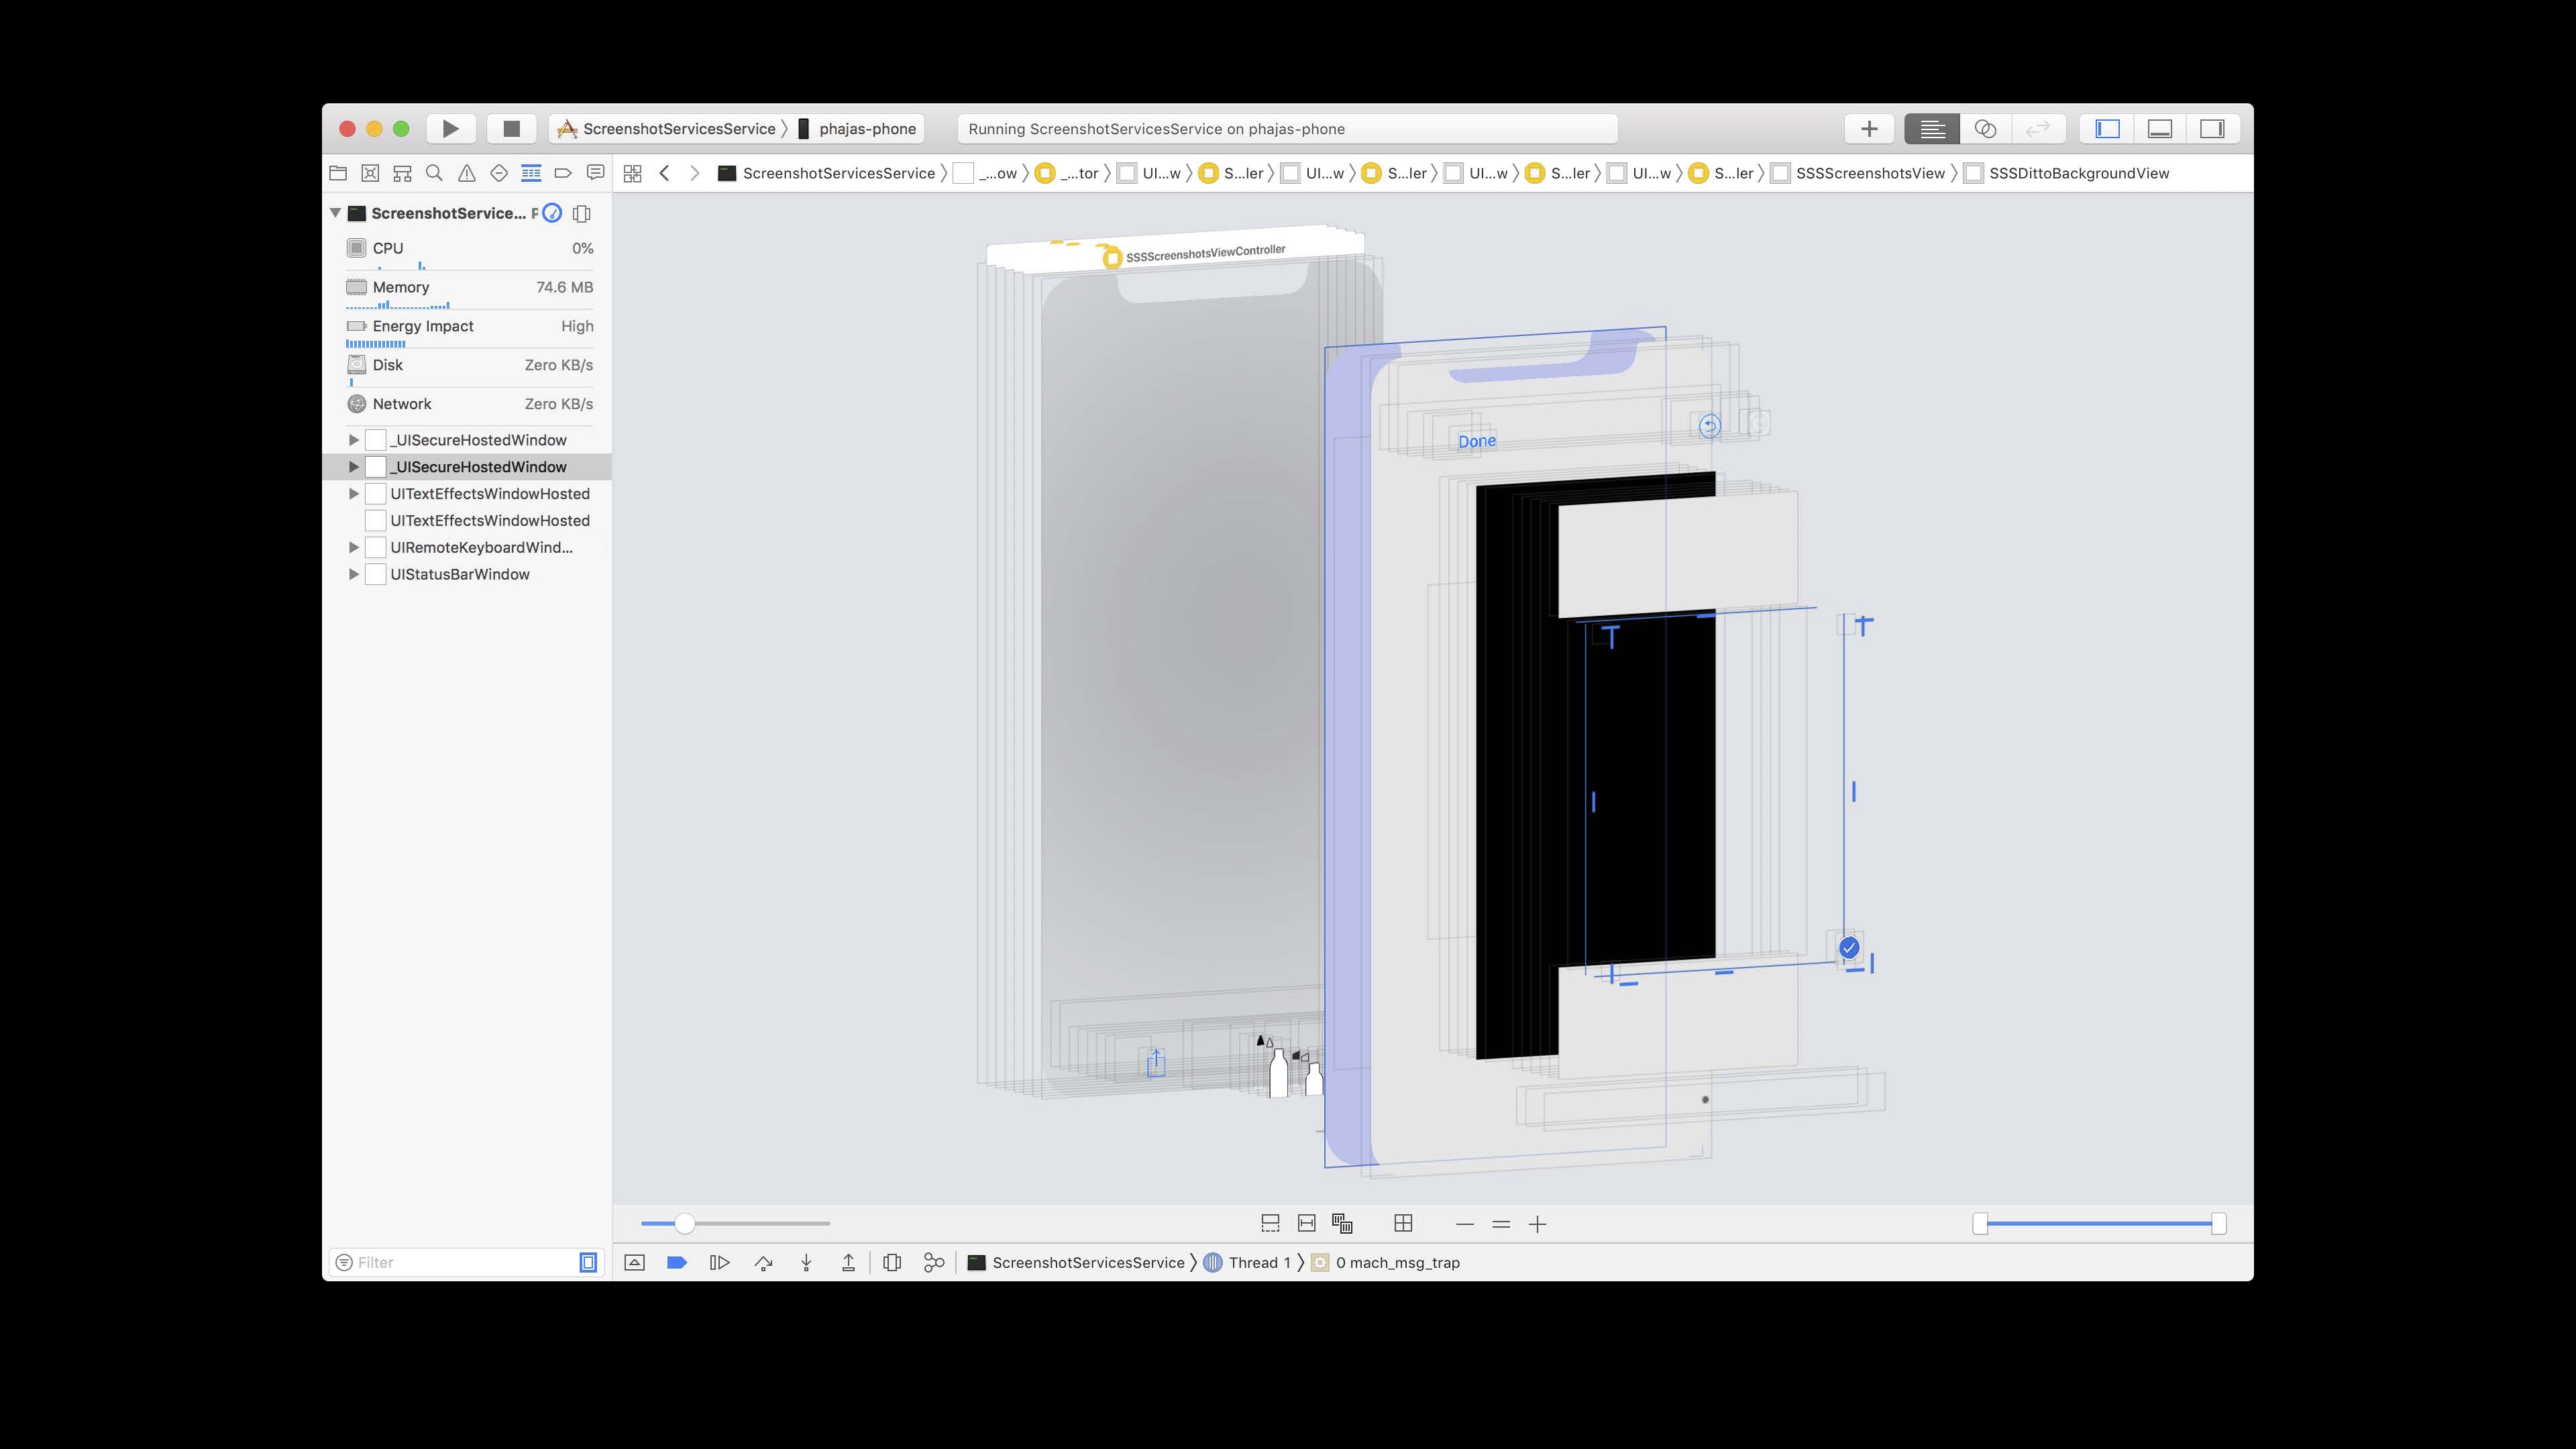 ScreenshotServicesService phajas-phone
Running ScreenshotServicesService on phajas-phone
ScreenshotServicesService _...ow _...tor UI...w S...ler UI...w S...ler UI...w S...ler UI...w S...ler SSSScreenshotsView SSSDittoBackgroundView
ScreenshotService... P
CPU 0%
Memory 74.6 MB
Energy Impact High
Disk Zero KB/s
Network Zero KB/s
_UISecureHostedWindow
_UISecureHostedWindow
UITextEffectsWindowHosted
UITextEffectsWindowHosted
UIRemoteKeyboardWind...
UIStatusBarWindow
SSSScreenshotsViewController
Done
Filter
ScreenshotServicesService Thread 1 0 mach_msg_trap